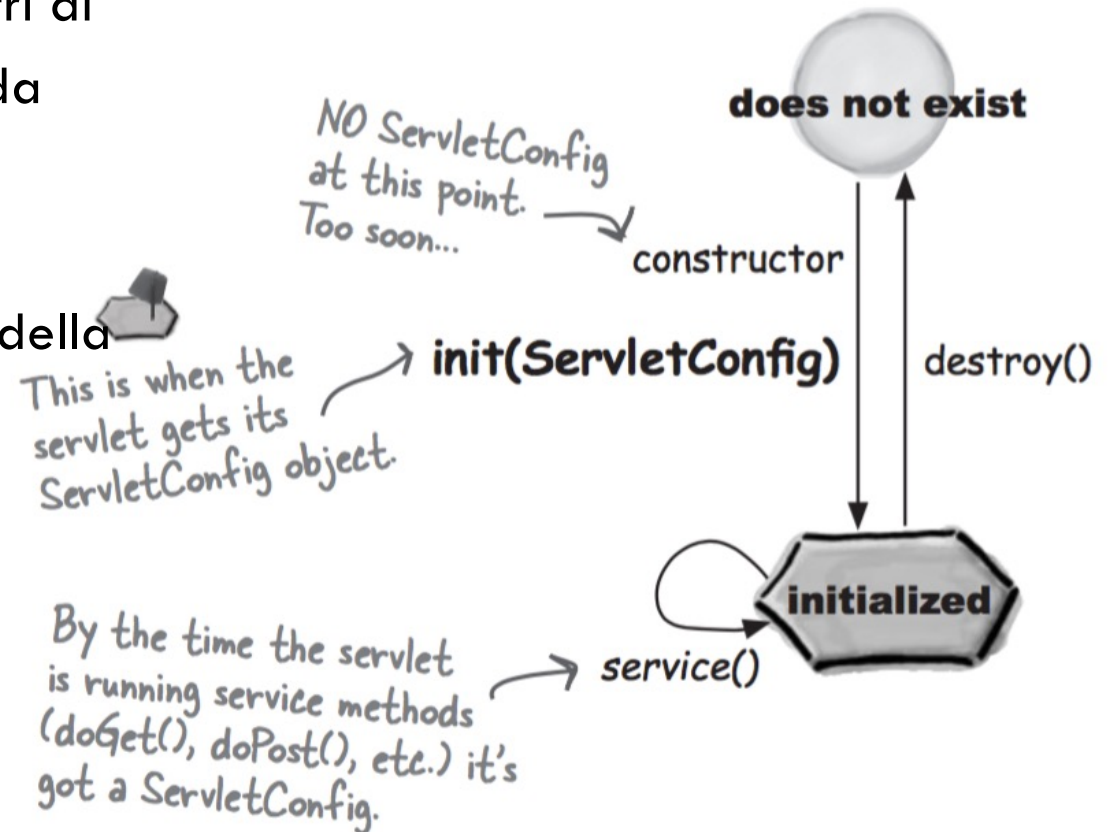 tri di
da
della
does not exist
NO ServletConfig
at this point.
Too soon...
constructor
init(ServletConfig)
destroy()
This is when the
servlet gets its
ServletConfig object.
initialized
service()
By the time the servlet
is running service methods
(doGet(), doPost(), etc.) it's
got a ServletConfig.